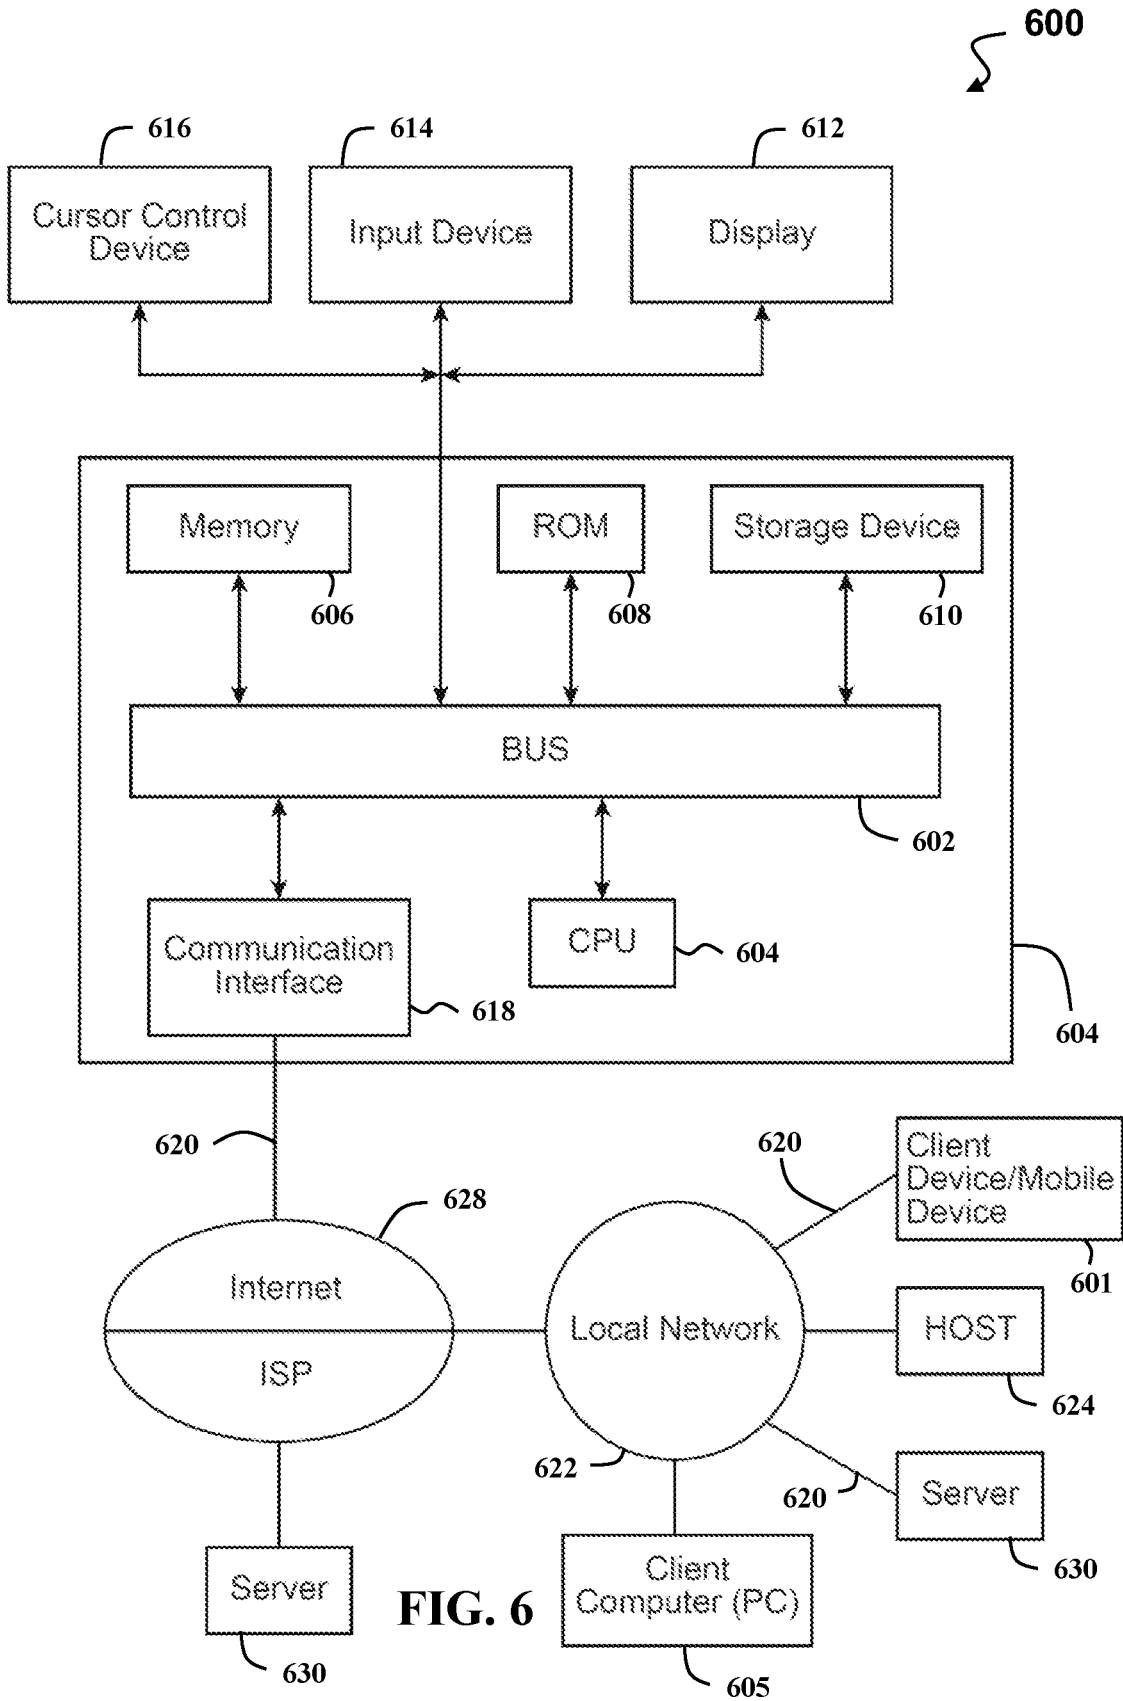 600
616
614
612
Cursor Control
Device
Input Device
Display
Memory
ROM
Storage Device
606
608
610
BUS
602
Communication
Interface
CPU
604
618
604
620
620
Client
Device/Mobile
Device
628
601
Internet
Local Network
HOST
ISP
624
622
620
Server
630
Server
Client
Computer (PC)
FIG. 6
630
605